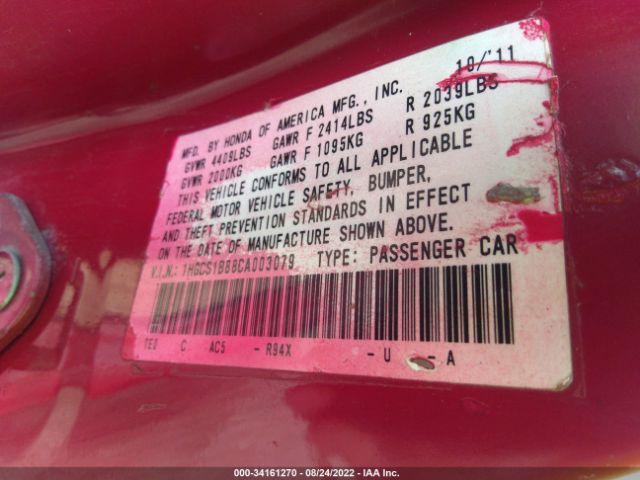 10/'11
MFD. BY HONDA OF AMERICA MFG., INC.
GVWR 4409LBS GAWR F 2414LBS R 2039LBS
GVWR 2000KG GAWR F 1095KG R 925KG
THIS VEHICLE CONFORMS TO ALL APPLICABLE
FEDERAL MOTOR VEHICLE SAFETY, BUMPER,
AND THEFT PREVENTION STANDARDS IN EFFECT
ON THE DATE OF MANUFACTURE SHOWN ABOVE.
V.I.N.: 1HGCS1B88CA003079 TYPE: PASSENGER CAR
TE0 C AC5 - R94X - U - A
000-34161270 - 08/24/2022 - IAA Inc.